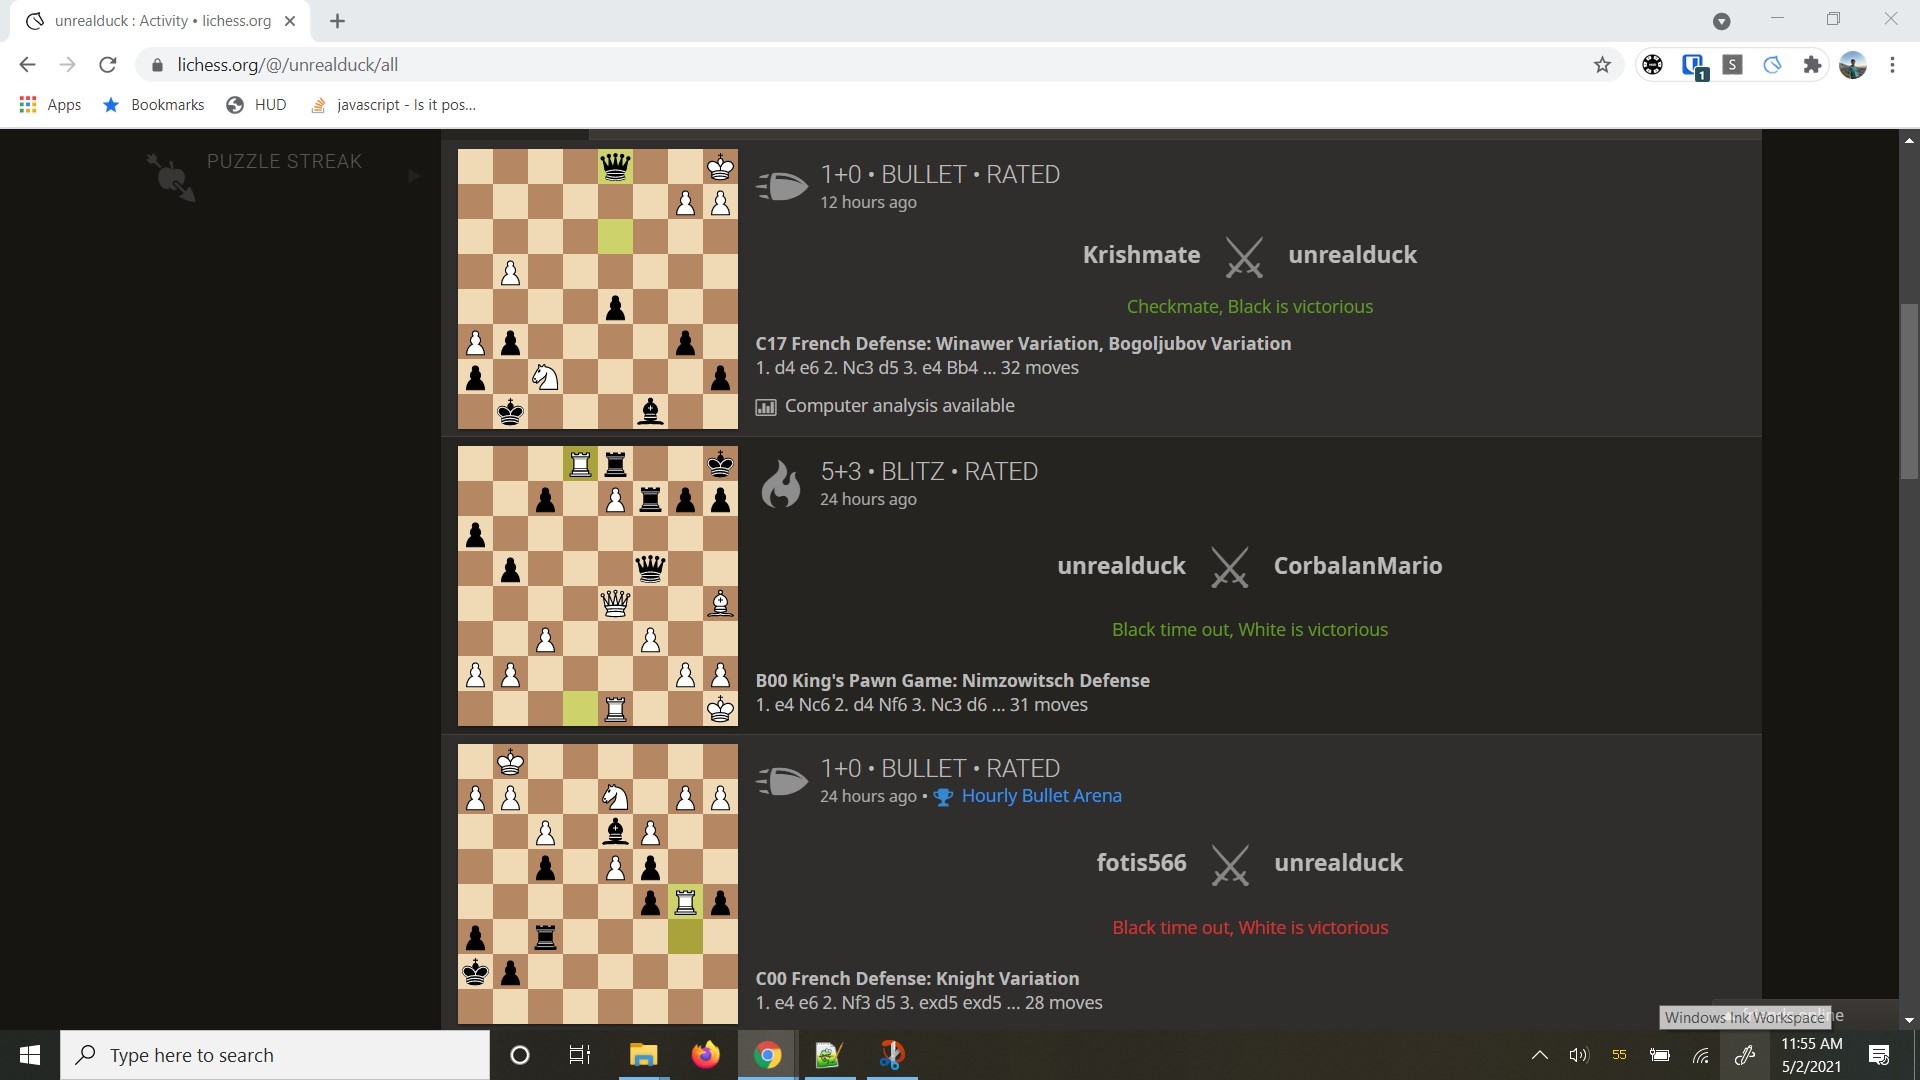 unrealduck : Activity • lichess.org
lichess.org/@/unrealduck/all
1
S
Apps
Bookmarks
HUD
javascript - Is it pos...
PUZZLE STREAK
1+0 • BULLET • RATED
12 hours ago
Krishmate
unrealduck
Checkmate, Black is victorious
C17 French Defense: Winawer Variation, Bogoljubov Variation
1. d4 e6 2. Nc3 d5 3. e4 Bb4 ... 32 moves
Computer analysis available
5+3 • BLITZ • RATED
24 hours ago
unrealduck
CorbalanMario
Black time out, White is victorious
B00 King's Pawn Game: Nimzowitsch Defense
1. e4 Nc6 2. d4 Nf6 3. Nc3 d6 ... 31 moves
1+0 • BULLET • RATED
24 hours ago • Hourly Bullet Arena
fotis566
unrealduck
Black time out, White is victorious
C00 French Defense: Knight Variation
1. e4 e6 2. Nf3 d5 3. exd5 exd5 ... 28 moves
Windows Ink Workspace
Type here to search
55
11:55 AM
5/2/2021